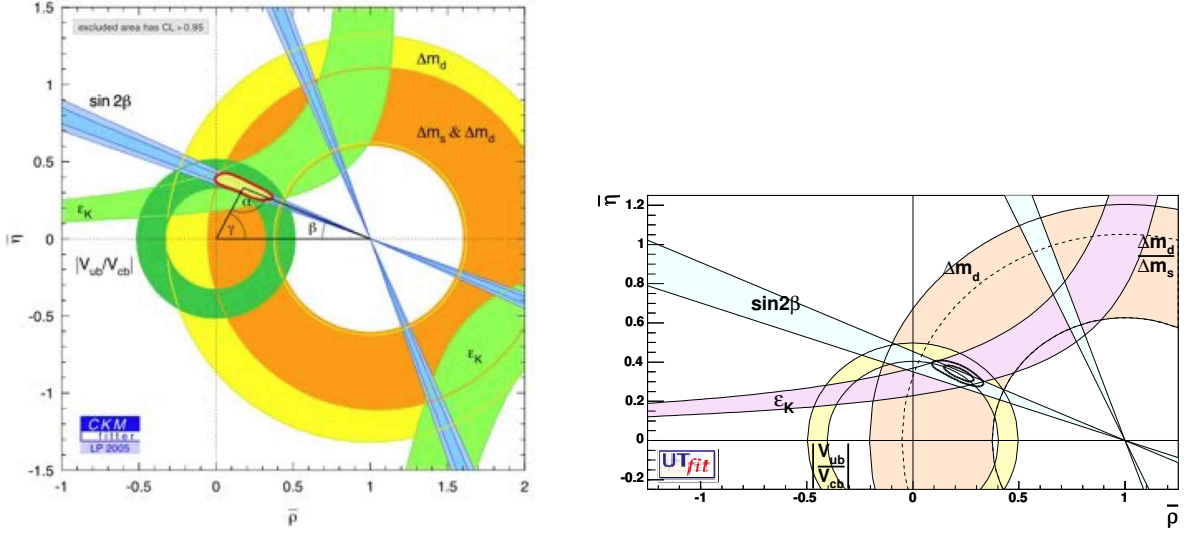 excluded area has CL > 0.95
1.5
1
0.5
0
-0.5
-1
-1.5
-1
-0.5
0
0.5
1
1.5
2
η̅
ρ̅
Δm_d
sin 2β
Δm_s & Δm_d
ε_K
α
γ
β
|V_ub/V_cb|
ε_K
CKM
fitter
LP 2005
η̅
1.2
1
0.8
0.6
0.4
0.2
0
-0.2
-1
-0.5
0
0.5
1
ρ̅
Δm_d
Δm_d
Δm_s
sin2β
ε_K
V_ub
V_cb
UTfit